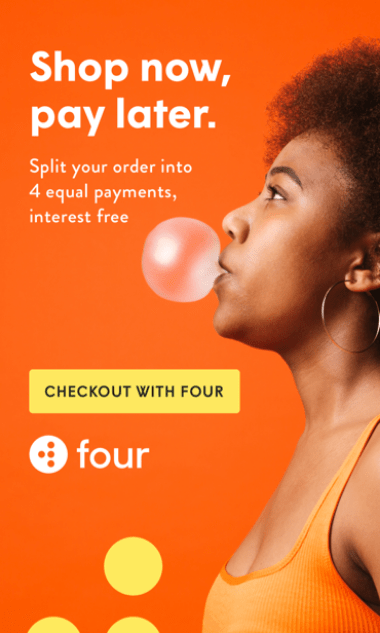 Shop now,
pay later.
Split your order into
4 equal payments,
interest free
CHECKOUT WITH FOUR
four